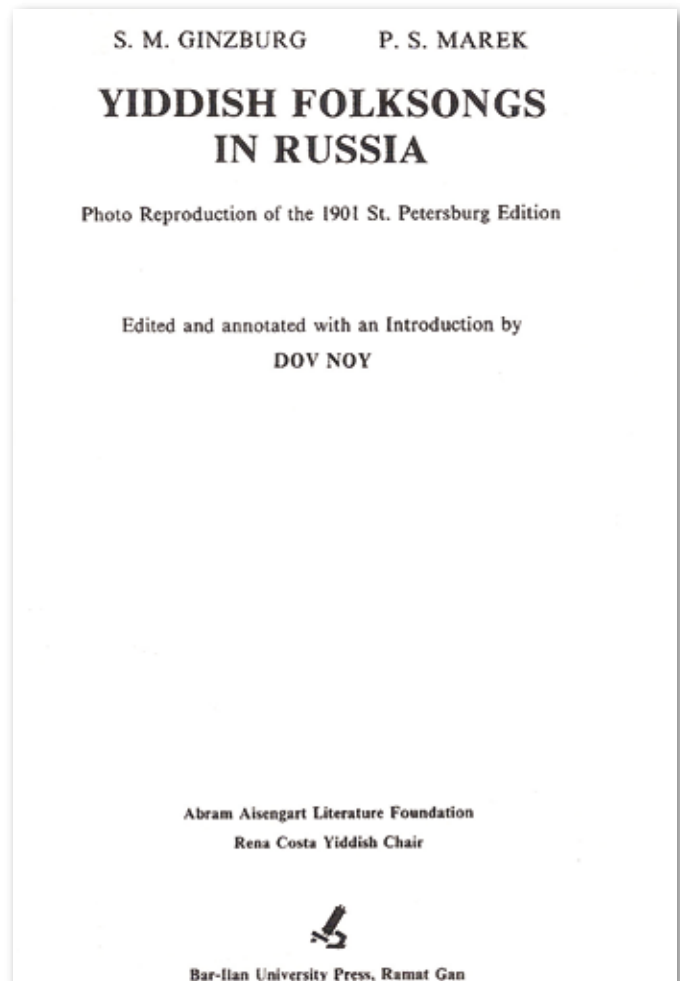 S. M. GINZBURG P. S. MAREK
YIDDISH FOLKSONGS
IN RUSSIA
Photo Reproduction of the 1901 St. Petersburg Edition
Edited and annotated with an Introduction by
DOV NOY
Abram Aisengart Literature Foundation
Rena Costa Yiddish Chair
Bar-Ilan University Press, Ramat Gan